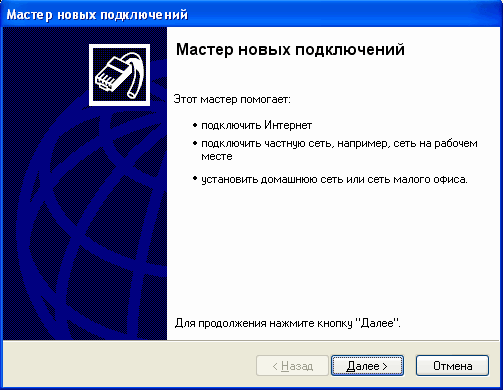 Мастер новых подключений
Мастер новых подключений
Этот мастер помогает:
• подключить Интернет
• подключить частную сеть, например, сеть на рабочем
месте
• установить домашнюю сеть или сеть малого офиса.
Для продолжения нажмите кнопку "Далее".
< Назад Далее > Отмена